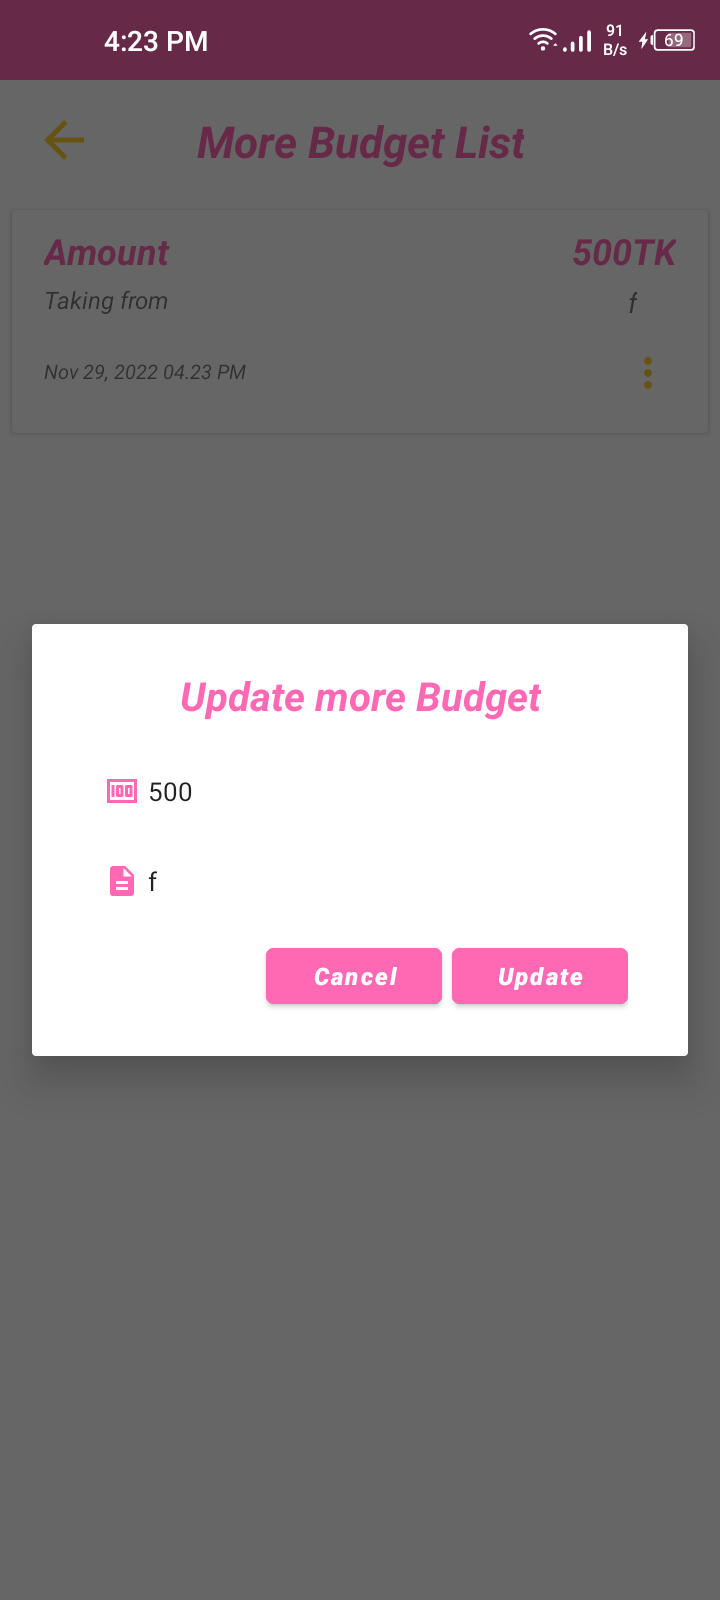 4:23 PM
91
B/s
69
More Budget List
Amount 500TK
Taking from f
Nov 29, 2022 04.23 PM
Update more Budget
100 500
f
Cancel Update